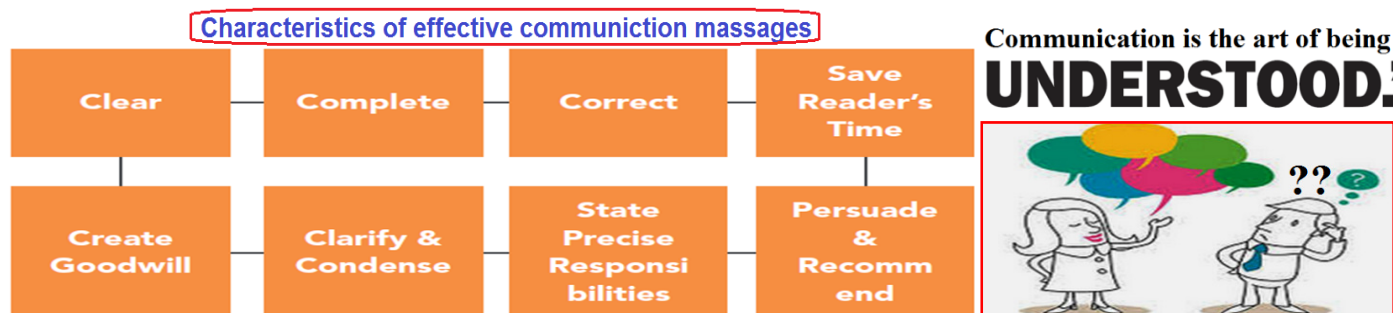 Characteristics of effective communiction massages
Clear
Complete
Correct
Save
Reader's
Time
Create
Goodwill
Clarify &
Condense
State
Precise
Responsi
bilities
Persuade
&
Recomm
end
Communication is the art of being
UNDERSTOOD.
??
?